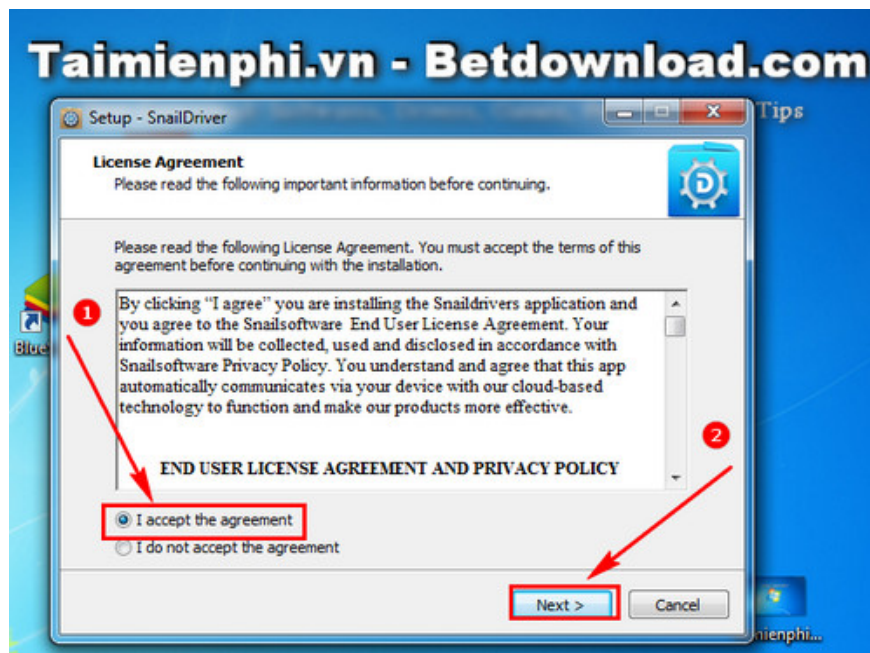 Taimienphi.vn - Betdownload.com
Tips
Setup - SnailDriver
License Agreement
Please read the following important information before continuing.
D
Please read the following License Agreement. You must accept the terms of this
agreement before continuing with the installation.
1
By clicking “I agree” you are installing the Snaildrivers application and
you agree to the Snailsoftware End User License Agreement. Your
information will be collected, used and disclosed in accordance with
Snailsoftware Privacy Policy. You understand and agree that this app
automatically communicates via your device with our cloud-based
technology to function and make our products more effective.
2
END USER LICENSE AGREEMENT AND PRIVACY POLICY
I accept the agreement
I do not accept the agreement
Next >
Cancel